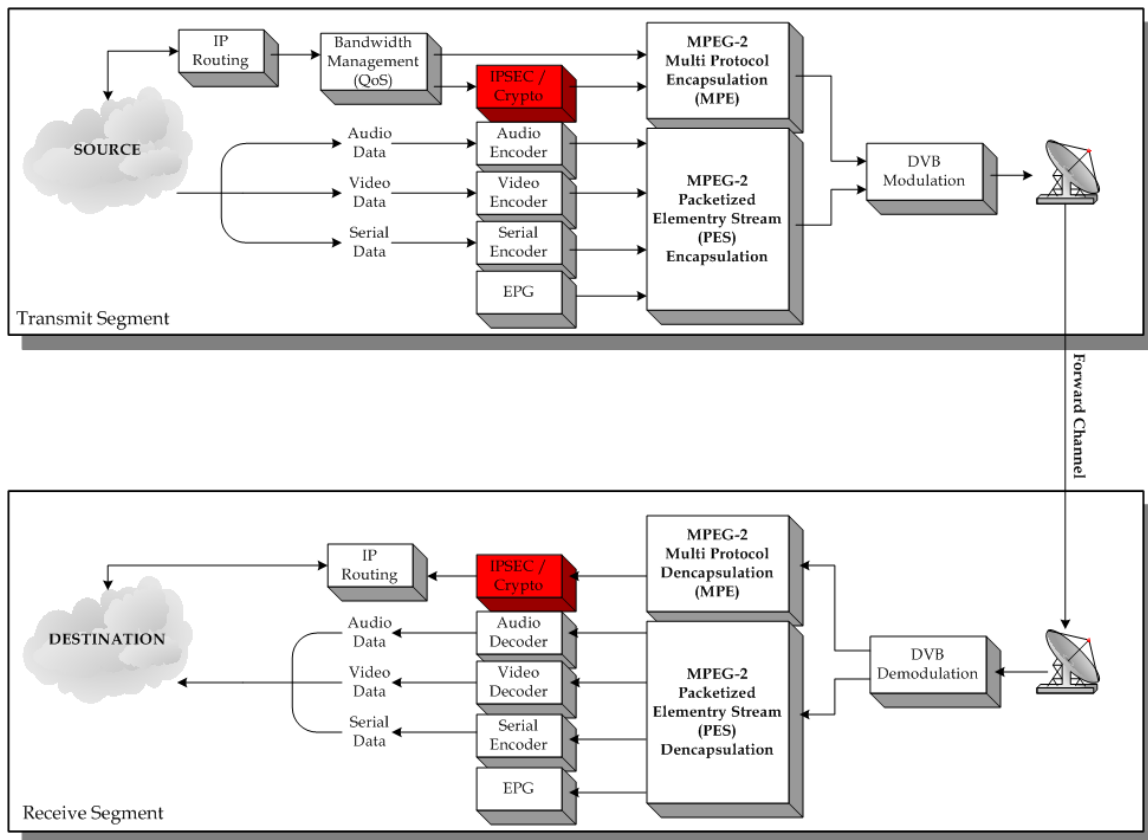 IP
Routing
Bandwidth
Management
(QoS)
IPSEC /
Crypto
MPEG-2
Multi Protocol
Encapsulation
(MPE)
SOURCE
Audio
Data
Video
Data
Serial
Data
Audio
Encoder
Video
Encoder
Serial
Encoder
EPG
MPEG-2
Packetized
Elementry Stream
(PES)
Encapsulation
DVB
Modulation
Transmit Segment
Forward Channel
IP
Routing
IPSEC /
Crypto
MPEG-2
Multi Protocol
Dencapsulation
(MPE)
DESTINATION
Audio
Data
Video
Data
Serial
Data
Audio
Decoder
Video
Decoder
Serial
Encoder
EPG
MPEG-2
Packetized
Elementry Stream
(PES)
Dencapsulation
DVB
Demodulation
Receive Segment